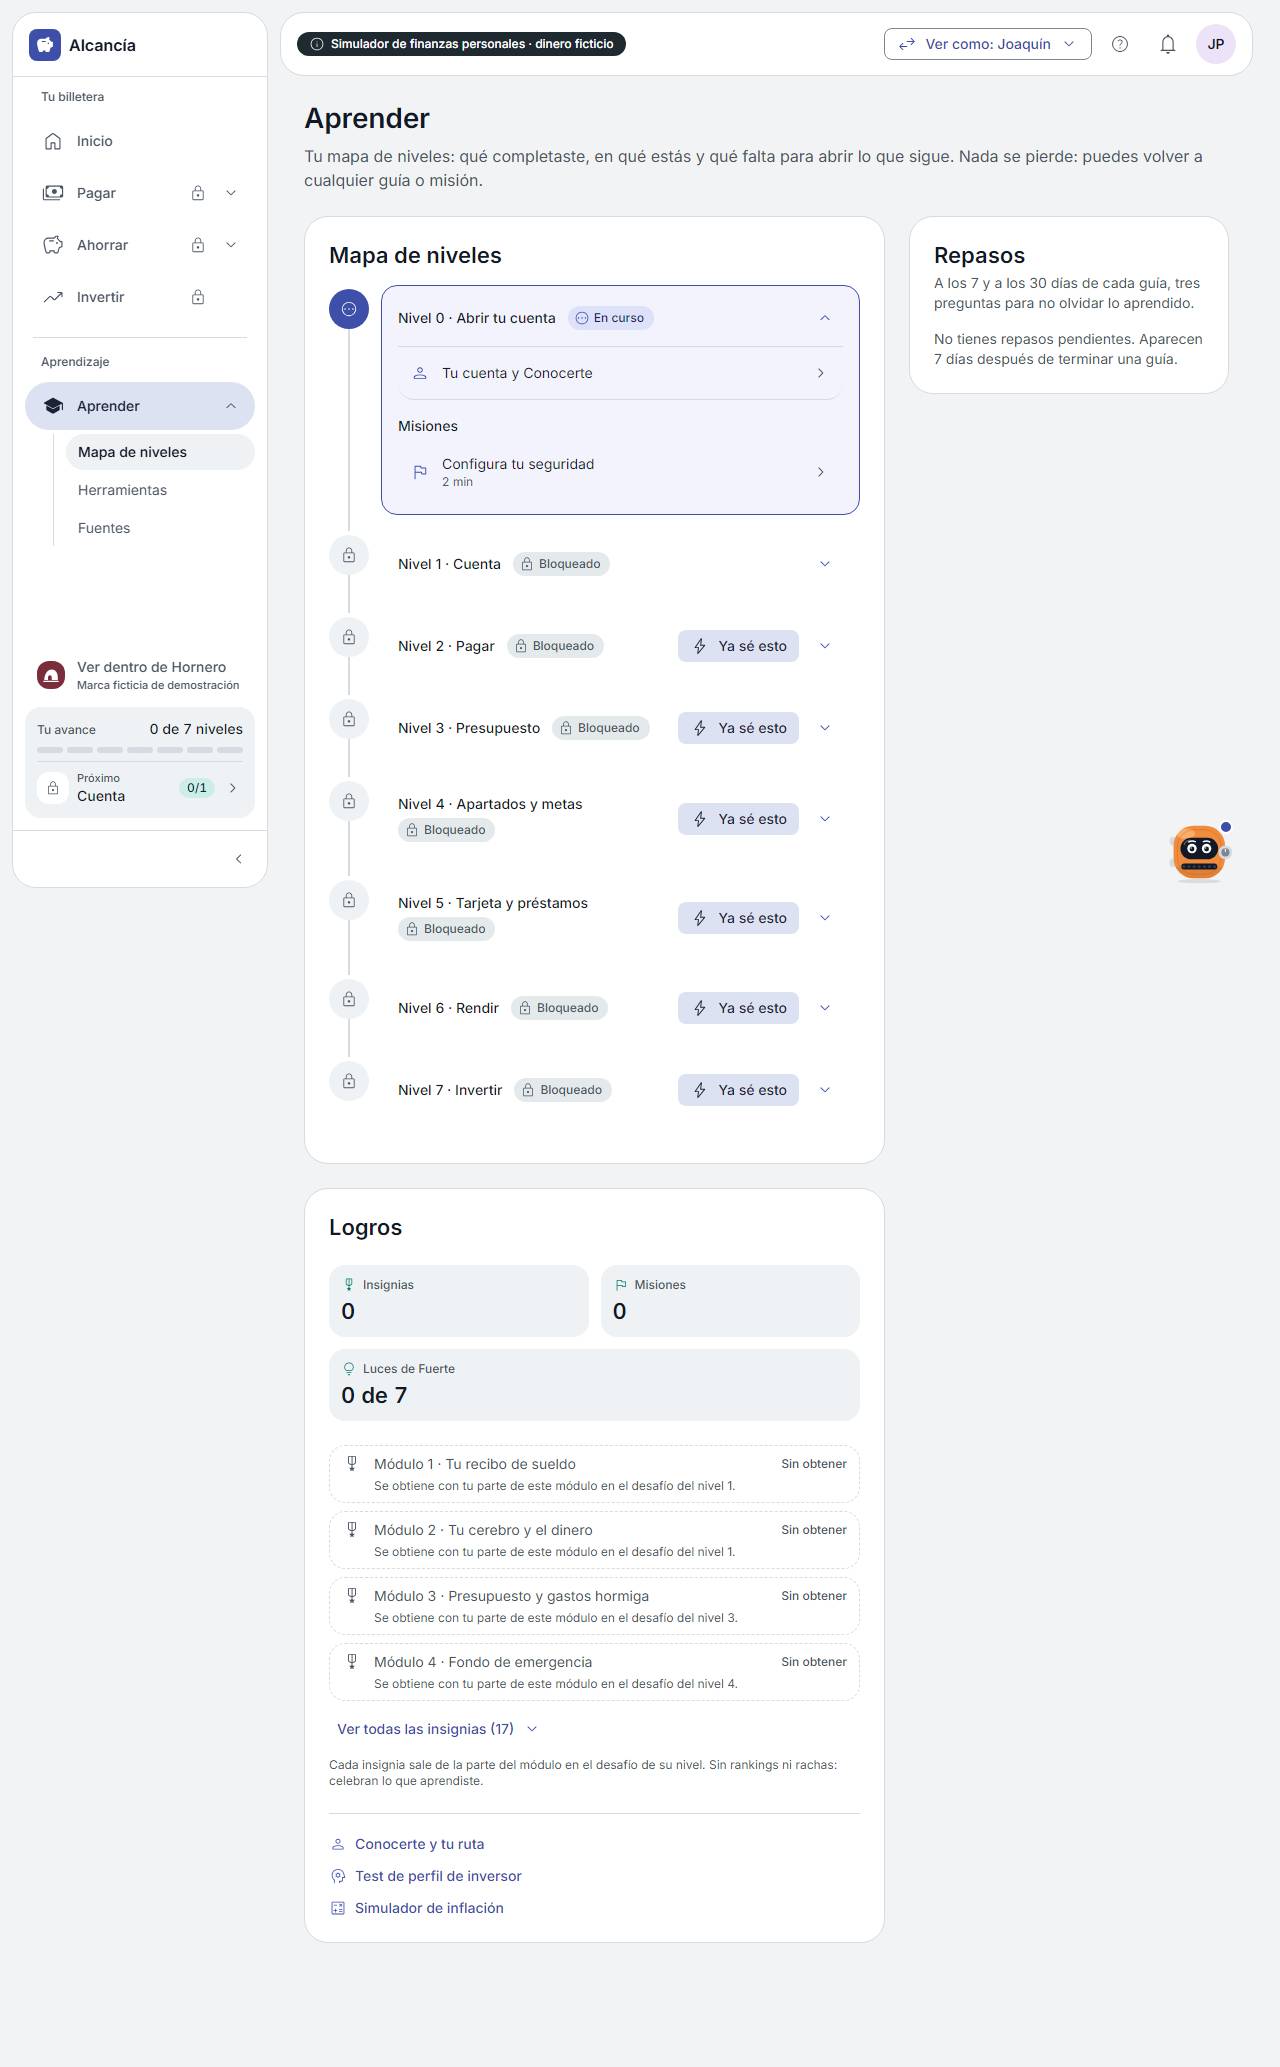 Alcancía
Simulador de finanzas personales · dinero ficticio
Ver como: Joaquín
JP
Tu billetera
Inicio
Pagar
Ahorrar
Invertir
Aprendizaje
Aprender
Mapa de niveles
Herramientas
Fuentes
Ver dentro de Hornero
Marca ficticia de demostración
Tu avance
0 de 7 niveles
Próximo
Cuenta
0/1
Aprender
Tu mapa de niveles: qué completaste, en qué estás y qué falta para abrir lo que sigue. Nada se pierde: puedes volver a
cualquier guía o misión.
Mapa de niveles
Nivel 0 · Abrir tu cuenta
En curso
Tu cuenta y Conocerte
Misiones
Configura tu seguridad
2 min
Nivel 1 · Cuenta
Bloqueado
Nivel 2 · Pagar
Bloqueado
Ya sé esto
Nivel 3 · Presupuesto
Bloqueado
Ya sé esto
Nivel 4 · Apartados y metas
Bloqueado
Ya sé esto
Nivel 5 · Tarjeta y préstamos
Bloqueado
Ya sé esto
Nivel 6 · Rendir
Bloqueado
Ya sé esto
Nivel 7 · Invertir
Bloqueado
Ya sé esto
Repasos
A los 7 y a los 30 días de cada guía, tres
preguntas para no olvidar lo aprendido.
No tienes repasos pendientes. Aparecen
7 días después de terminar una guía.
Logros
Insignias
0
Misiones
0
Luces de Fuerte
0 de 7
Módulo 1 · Tu recibo de sueldo
Sin obtener
Se obtiene con tu parte de este módulo en el desafío del nivel 1.
Módulo 2 · Tu cerebro y el dinero
Sin obtener
Se obtiene con tu parte de este módulo en el desafío del nivel 1.
Módulo 3 · Presupuesto y gastos hormiga
Sin obtener
Se obtiene con tu parte de este módulo en el desafío del nivel 3.
Módulo 4 · Fondo de emergencia
Sin obtener
Se obtiene con tu parte de este módulo en el desafío del nivel 4.
Ver todas las insignias (17)
Cada insignia sale de la parte del módulo en el desafío de su nivel. Sin rankings ni rachas:
celebran lo que aprendiste.
Conocerte y tu ruta
Test de perfil de inversor
Simulador de inflación